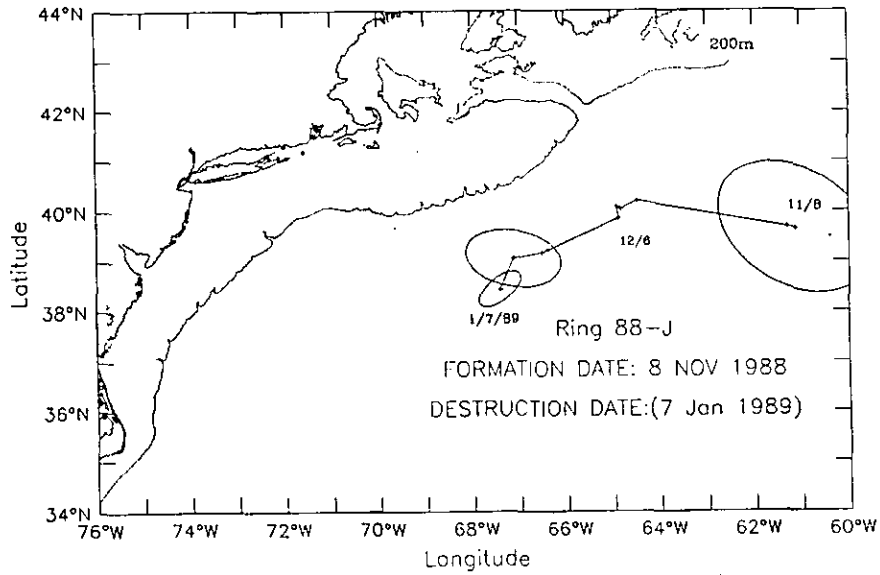 44°N
200m
42°N
40°N
11/8
12/6
38°N
1/7/89
Ring 88-J
FORMATION DATE: 8 NOV 1988
DESTRUCTION DATE:(7 Jan 1989)
36°N
34°N
76°W 74°W 72°W 70°W 68°W 66°W 64°W 62°W 60°W
Longitude
Latitude